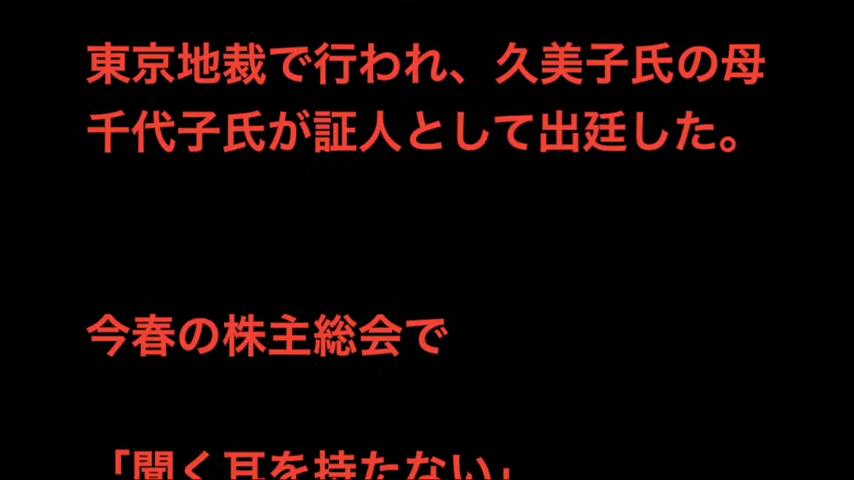 東京地裁で行われ、久美子氏の母
千代子氏が証人として出廷した。
今春の株主総会で
「聞く耳を持たない」